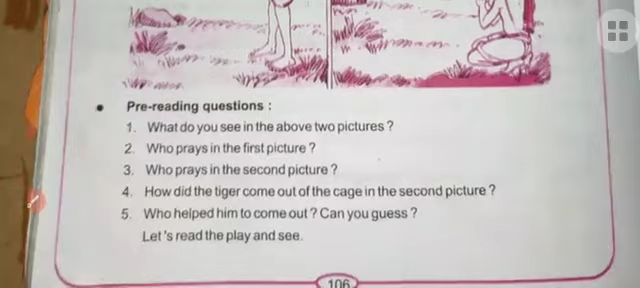 • Pre-reading questions :
1. What do you see in the above two pictures ?
2. Who prays in the first picture ?
3. Who prays in the second picture ?
4. How did the tiger come out of the cage in the second picture ?
5. Who helped him to come out ? Can you guess ?
Let's read the play and see.
106